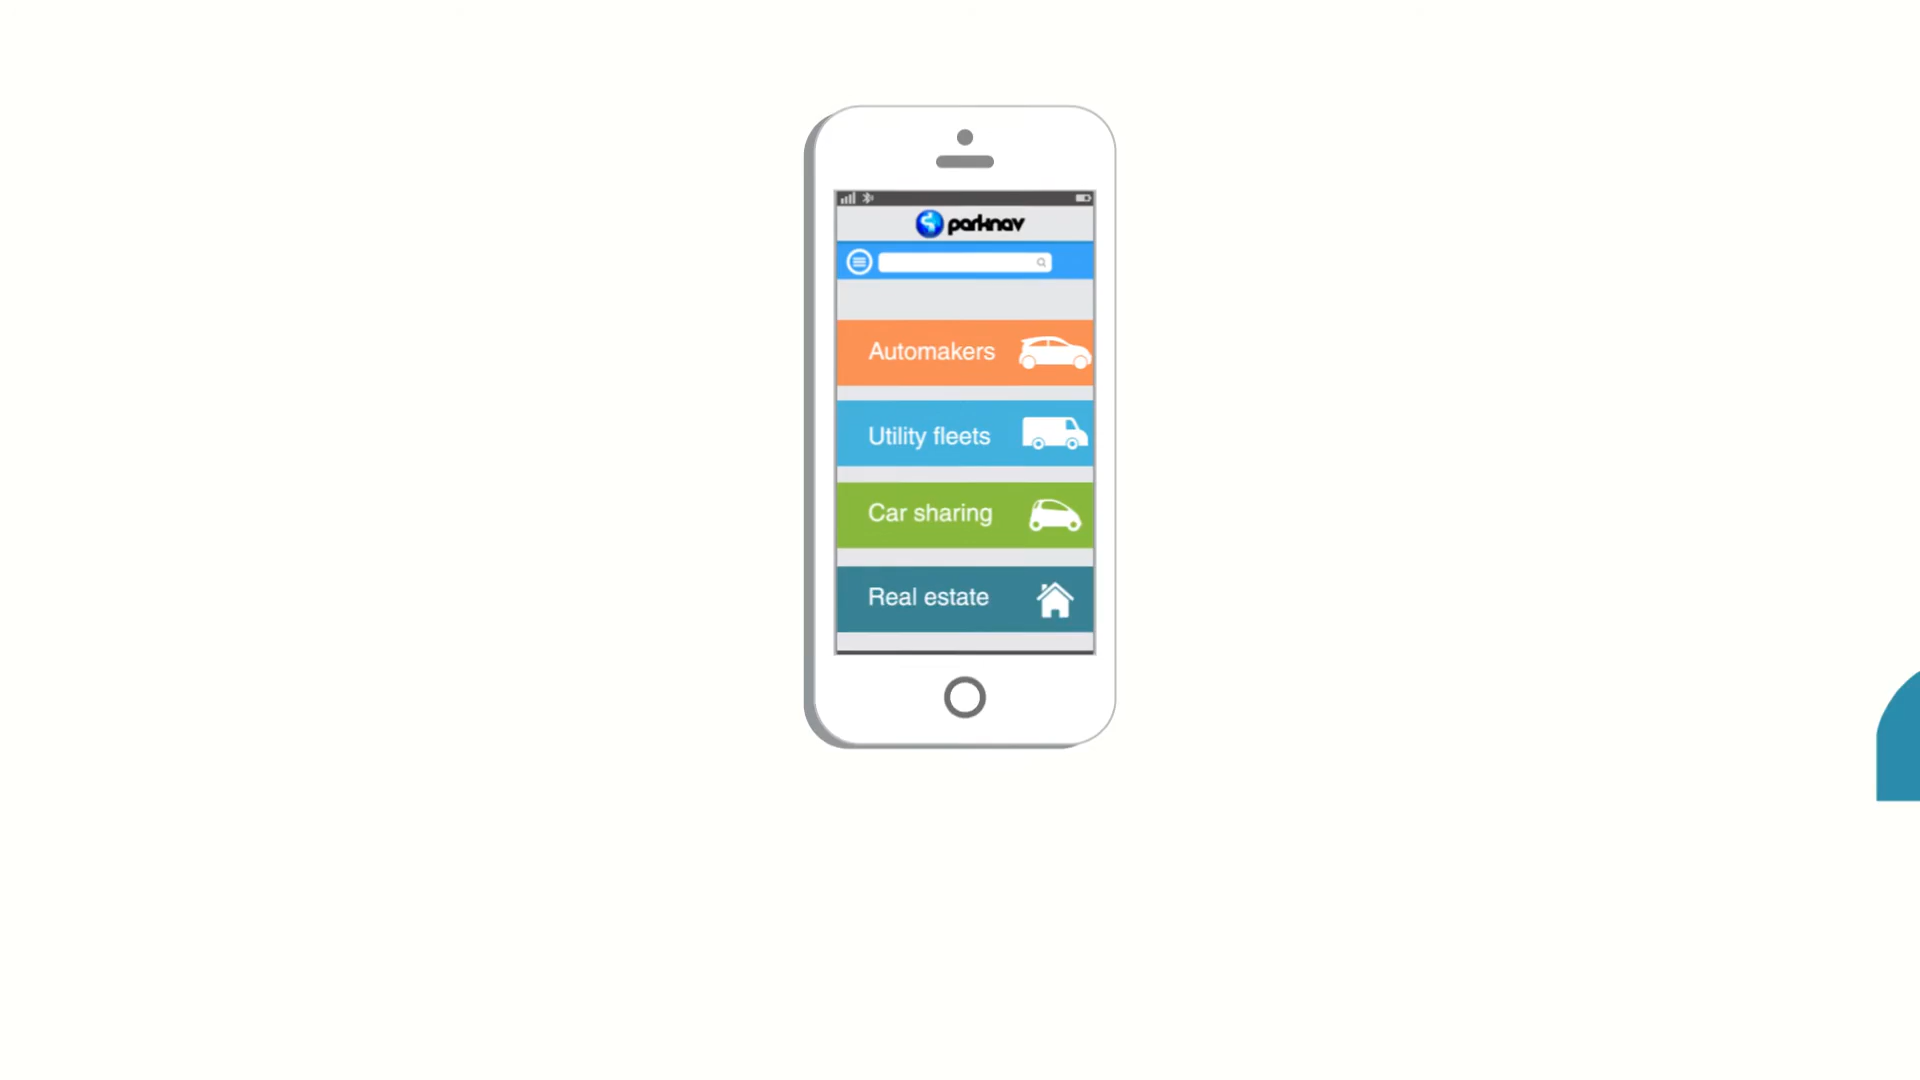 parknav
Automakers
Utility fleets
Car sharing
Real estate